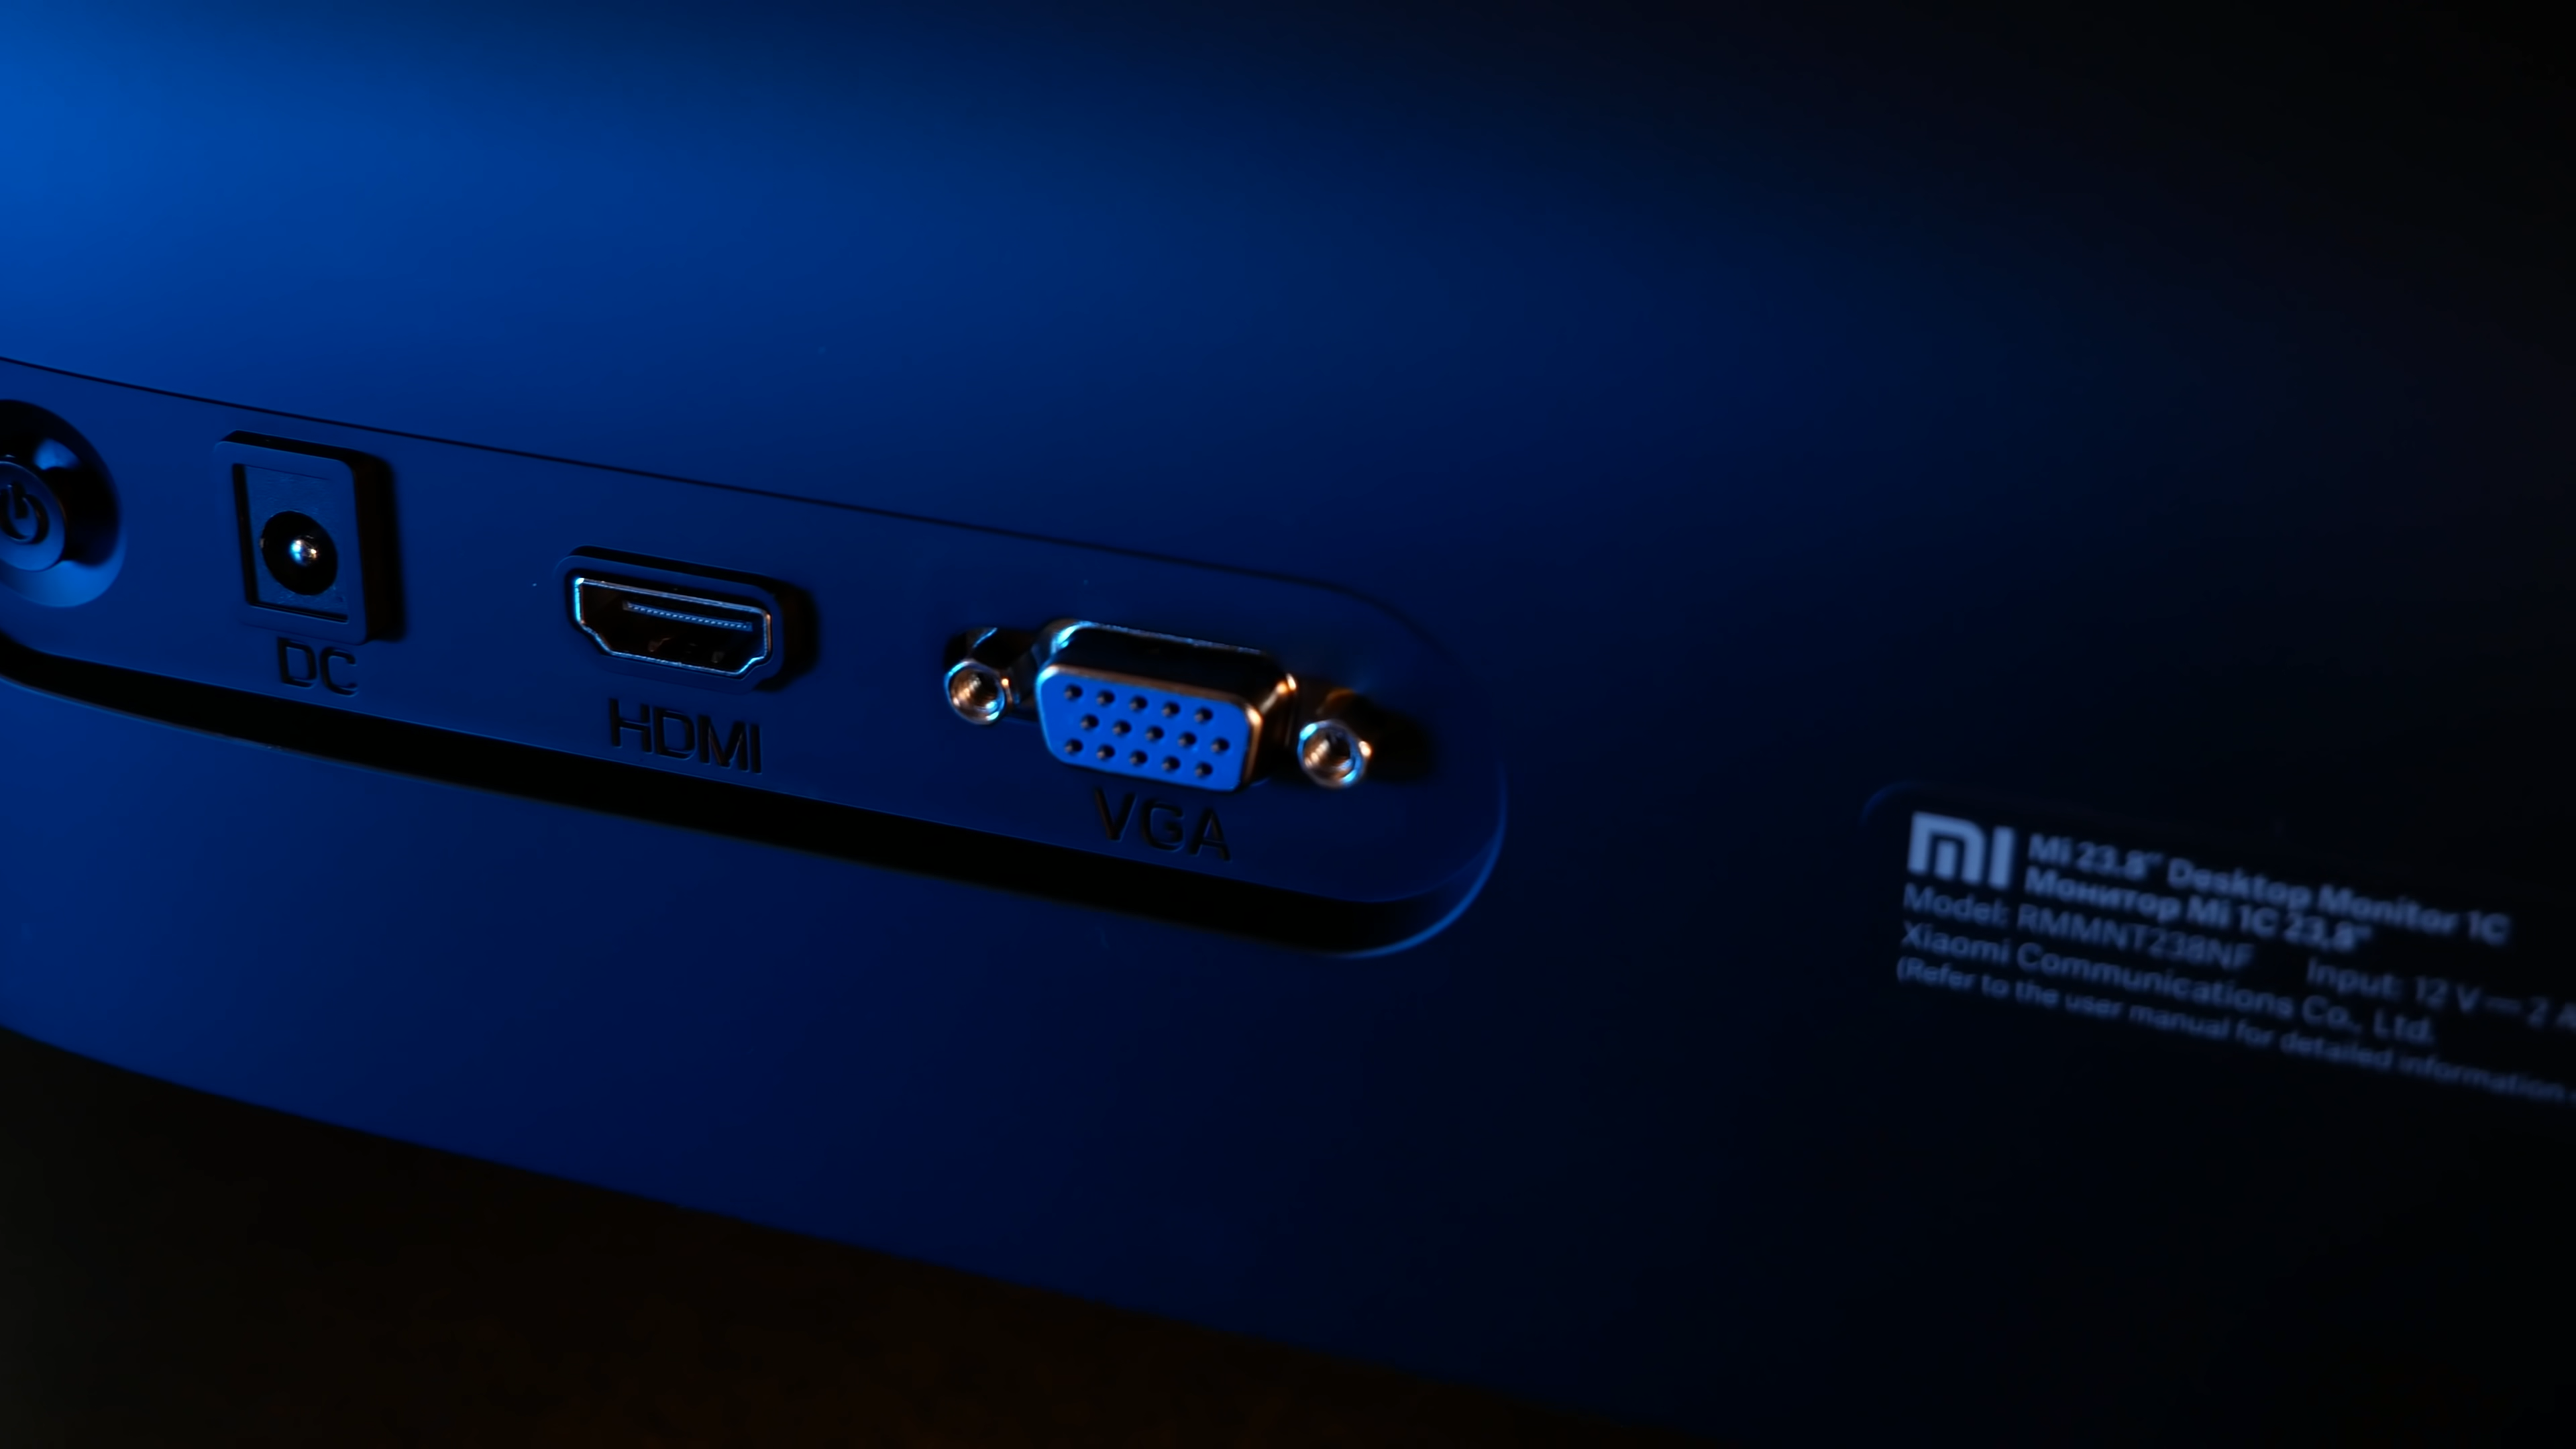 DC
HDMI
VGA
mi Mi 23.8" Desktop Monitor 1C
Монитор Mi 1C 23,8"
Model: RMMNT238NF Input: 12 V⎓2 A
Xiaomi Communications Co., Ltd.
(Refer to the user manual for detailed information